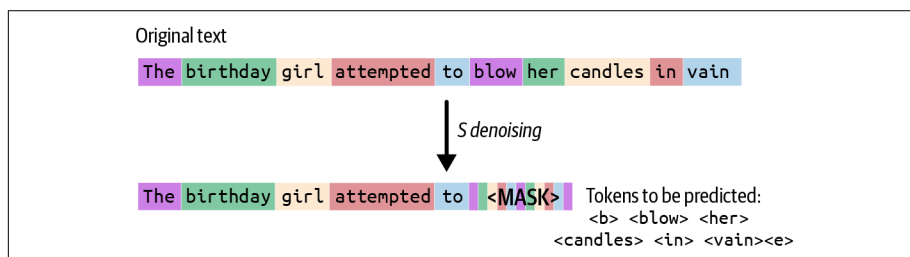 Original text
The birthday girl attempted to blow her candles in vain
S denoising
The birthday girl attempted to <MASK> Tokens to be predicted:
<b> <blow> <her>
<candles> <in> <vain><e>